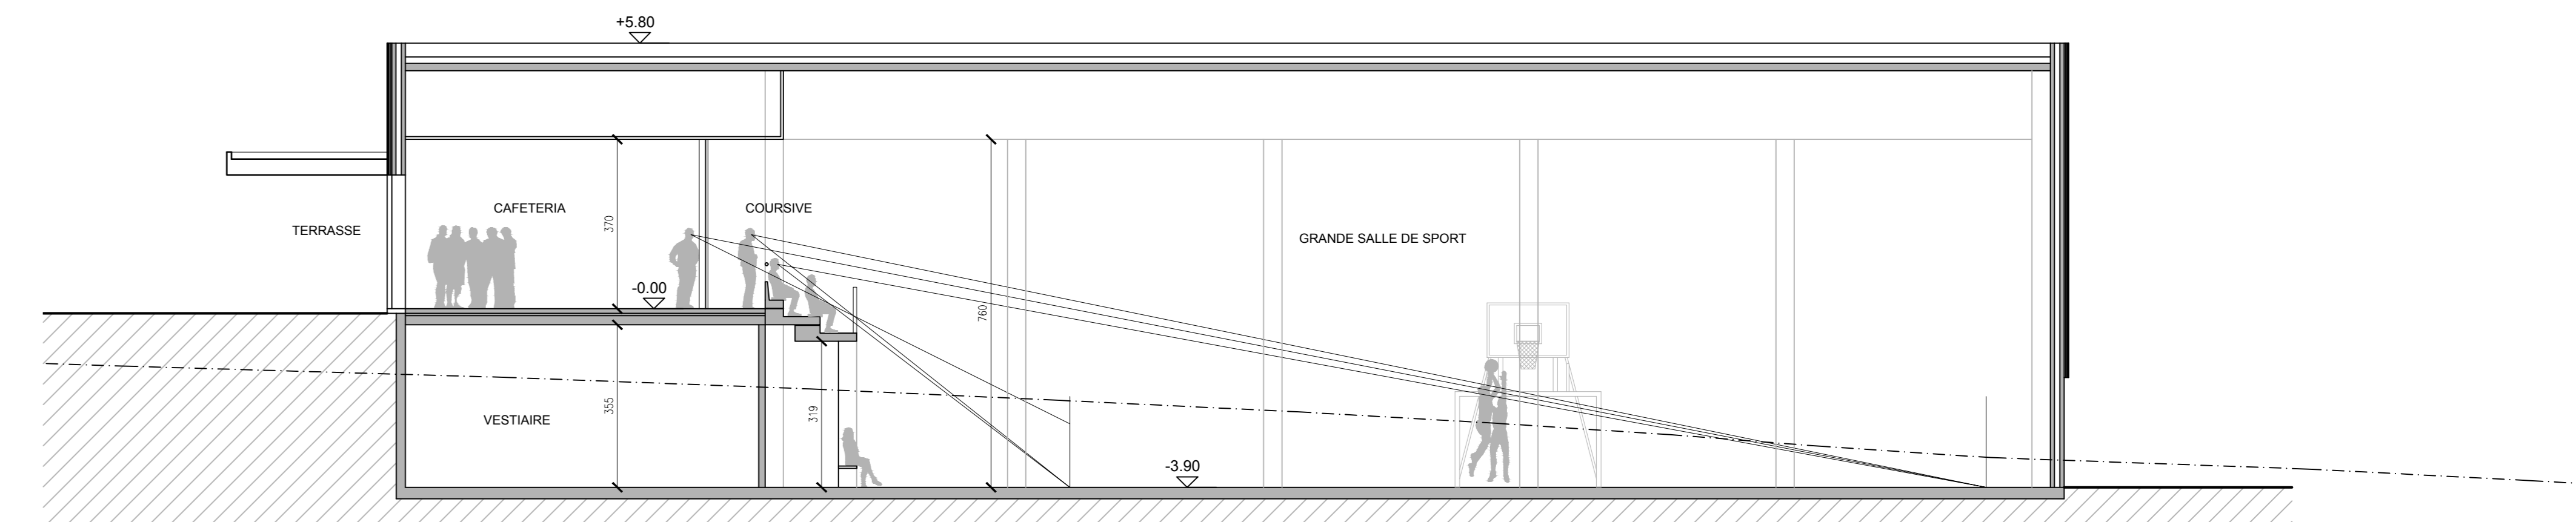 +5.80
CAFETERIA
COURSIVE
370
TERRASSE
GRANDE SALLE DE SPORT
-0.00
760
355
319
VESTIAIRE
-3.90